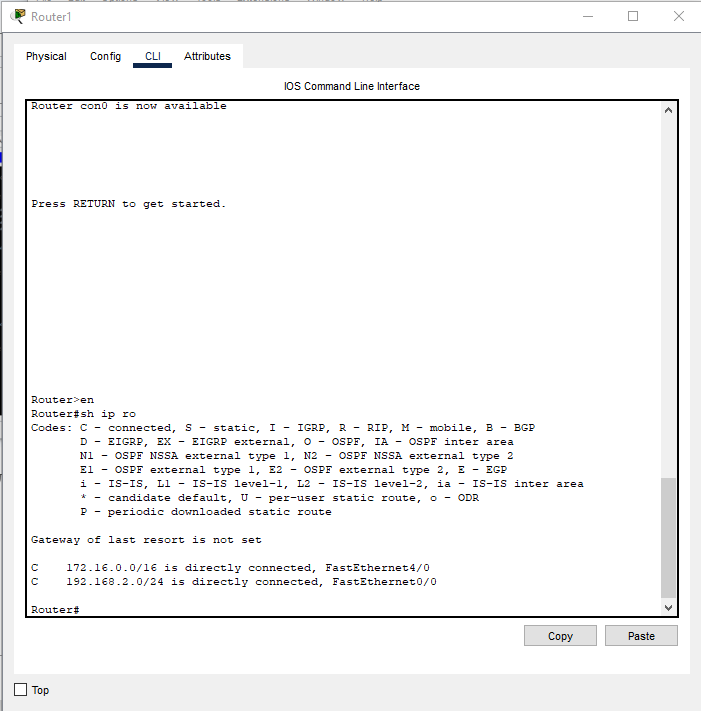 Router1
Physical Config CLI Attributes
IOS Command Line Interface
Router con0 is now available
Press RETURN to get started.
Router>en
Router#sh ip ro
Codes: C - connected, S - static, I - IGRP, R - RIP, M - mobile, B - BGP
D - EIGRP, EX - EIGRP external, O - OSPF, IA - OSPF inter area
N1 - OSPF NSSA external type 1, N2 - OSPF NSSA external type 2
E1 - OSPF external type 1, E2 - OSPF external type 2, E - EGP
i - IS-IS, L1 - IS-IS level-1, L2 - IS-IS level-2, ia - IS-IS inter area
* - candidate default, U - per-user static route, o - ODR
P - periodic downloaded static route
Gateway of last resort is not set
C 172.16.0.0/16 is directly connected, FastEthernet4/0
C 192.168.2.0/24 is directly connected, FastEthernet0/0
Router#
Copy Paste
Top